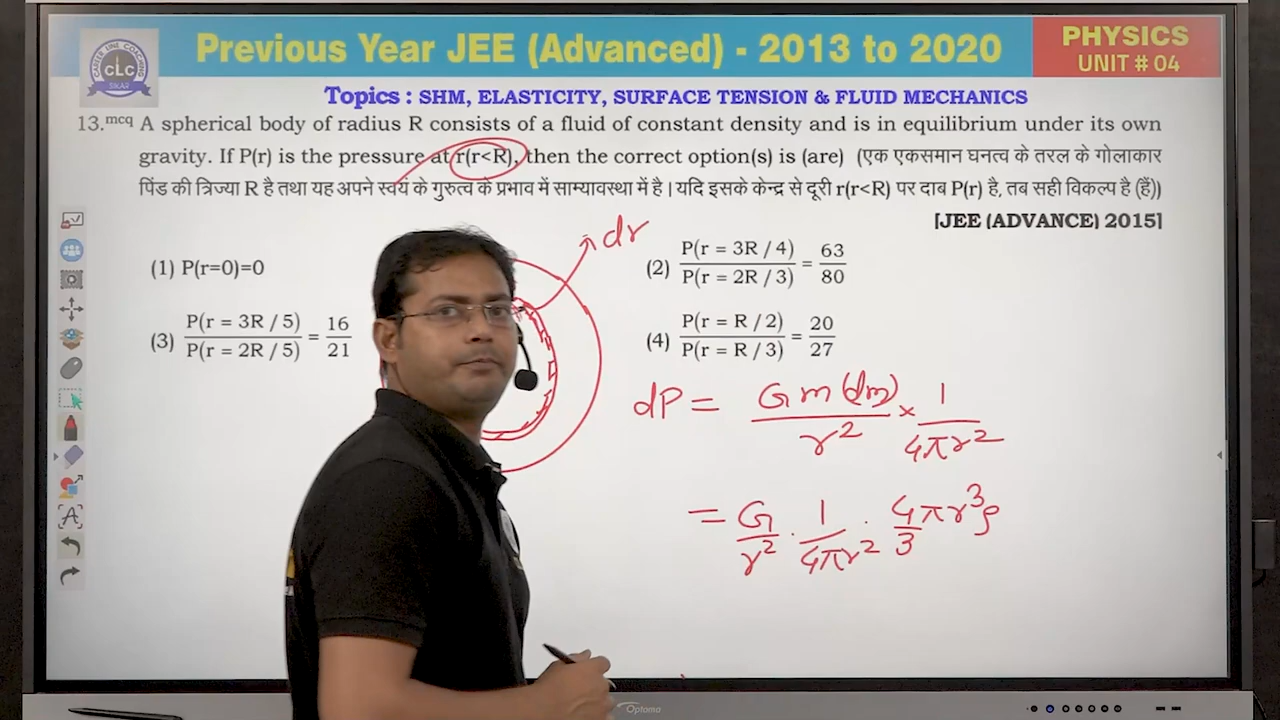 Previous Year JEE (Advanced) - 2013 to 2020
PHYSICS
UNIT # 04
CLC
SIKAR
Topics : SHM, ELASTICITY, SURFACE TENSION & FLUID MECHANICS
13.mcq A spherical body of radius R consists of a fluid of constant density and is in equilibrium under its own
gravity. If P(r) is the pressure at r(r<R), then the correct option(s) is (are) (एक एकसमान घनत्व के तरल के गोलाकार
पिंड की त्रिज्या R है तथा यह अपने स्वयं के गुरुत्व के प्रभाव में साम्यावस्था में है। यदि इसके केन्द्र से दूरी r(r<R) पर दाब P(r) है, तब सही विकल्प है (हैं))
[JEE (ADVANCE) 2015]
(1) P(r=0)=0
(2) P(r = 3R / 4) / P(r = 2R / 3) = 63 / 80
(3) P(r = 3R / 5) / P(r = 2R / 5) = 16 / 21
(4) P(r = R / 2) / P(r = R / 3) = 20 / 27
dr
dP = G m (dm) / r² × 1 / 4πr²
= G / r² · 1 / 4πr² · 4 / 3 πr³ρ
Optoma